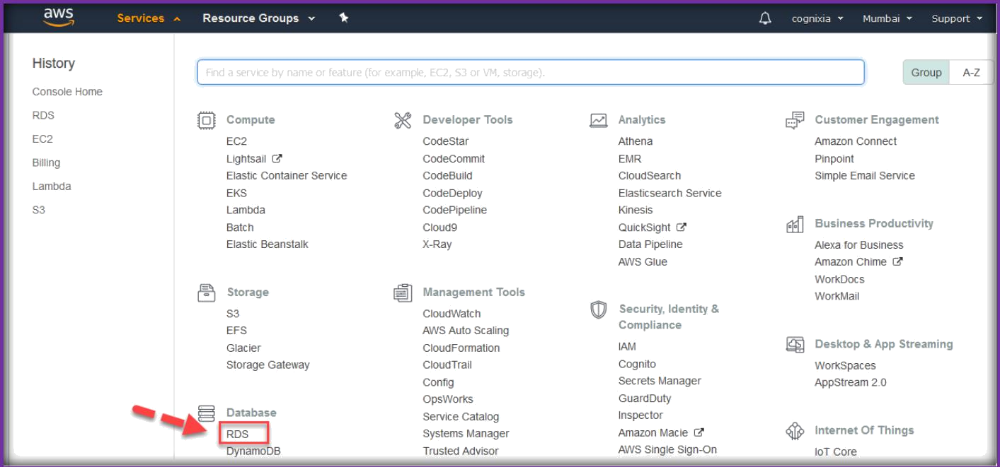 aws
Services
Resource Groups
cognixia
Mumbai
Support
History
Console Home
RDS
EC2
Billing
Lambda
S3
Find a service by name or feature (for example, EC2, S3 or VM, storage).
Group
A-Z
Compute
EC2
Lightsail
Elastic Container Service
EKS
Lambda
Batch
Elastic Beanstalk
Storage
S3
EFS
Glacier
Storage Gateway
Database
RDS
DynamoDB
Developer Tools
CodeStar
CodeCommit
CodeBuild
CodeDeploy
CodePipeline
Cloud9
X-Ray
Management Tools
CloudWatch
AWS Auto Scaling
CloudFormation
CloudTrail
Config
OpsWorks
Service Catalog
Systems Manager
Trusted Advisor
Analytics
Athena
EMR
CloudSearch
Elasticsearch Service
Kinesis
QuickSight
Data Pipeline
AWS Glue
Security, Identity &
Compliance
IAM
Cognito
Secrets Manager
GuardDuty
Inspector
Amazon Macie
AWS Single Sign-On
Customer Engagement
Amazon Connect
Pinpoint
Simple Email Service
Business Productivity
Alexa for Business
Amazon Chime
WorkDocs
WorkMail
Desktop & App Streaming
WorkSpaces
AppStream 2.0
Internet Of Things
IoT Core